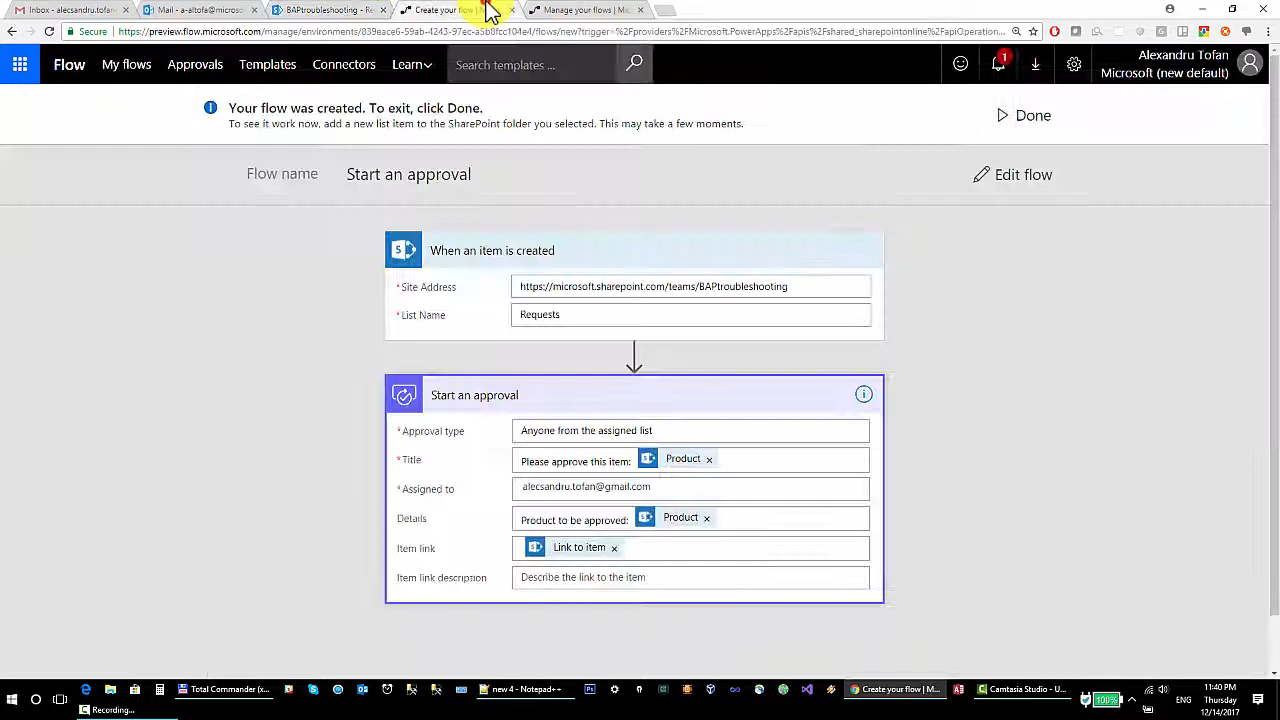 Inbox - alecsandru.tofan
Mail - a-altofa@microso
BAPtroubleshooting - Re
Create your flow | M
Manage your flows | Mic
Secure
https://preview.flow.microsoft.com/manage/environments/839eace6-59ab-4243-97ec-a5b8fcc104e4/flows/new?trigger=%2Fproviders%2FMicrosoft.PowerApps%2Fapis%2Fshared_sharepointonline%2FapiOperation...
Flow
My flows
Approvals
Templates
Connectors
Learn
Search templates ...
1
Alexandru Tofan
Microsoft (new default)
Your flow was created. To exit, click Done.
To see it work now, add a new list item to the SharePoint folder you selected. This may take a few moments.
Done
Flow name
Start an approval
Edit flow
When an item is created
* Site Address
https://microsoft.sharepoint.com/teams/BAPtroubleshooting
* List Name
Requests
Start an approval
* Approval type
Anyone from the assigned list
* Title
Please approve this item: Product x
* Assigned to
alecsandru.tofan@gmail.com
Details
Product to be approved: Product x
Item link
Link to item x
Item link description
Describe the link to the item
Total Commander (x...
new 4 - Notepad++
Create your flow | M...
Camtasia Studio - U...
100%
ENG
11:40 PM
Thursday
12/14/2017
Recording...